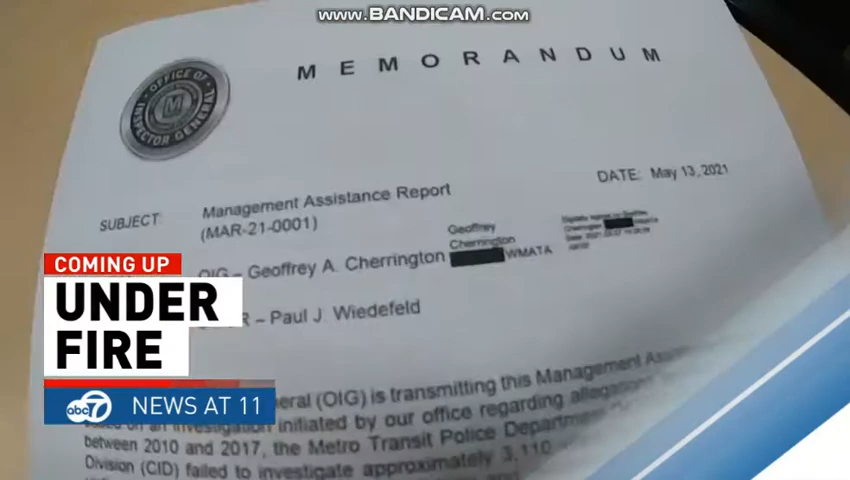 www.BANDICAM.com
OFFICE OF
INSPECTOR GENERAL
M
MEMORANDUM
DATE: May 13, 2021
SUBJECT: Management Assistance Report
(MAR-21-0001)
Geoffrey
Cherrington
WMATA
OIG – Geoffrey A. Cherrington
R – Paul J. Wiedefeld
eral (OIG) is transmitting this Management
an investigation initiated by our office regarding
between 2010 and 2017, the Metro Transit Police Department
Division (CID) failed to investigate approximately 3,110
COMING UP
UNDER
FIRE
abc7 NEWS AT 11